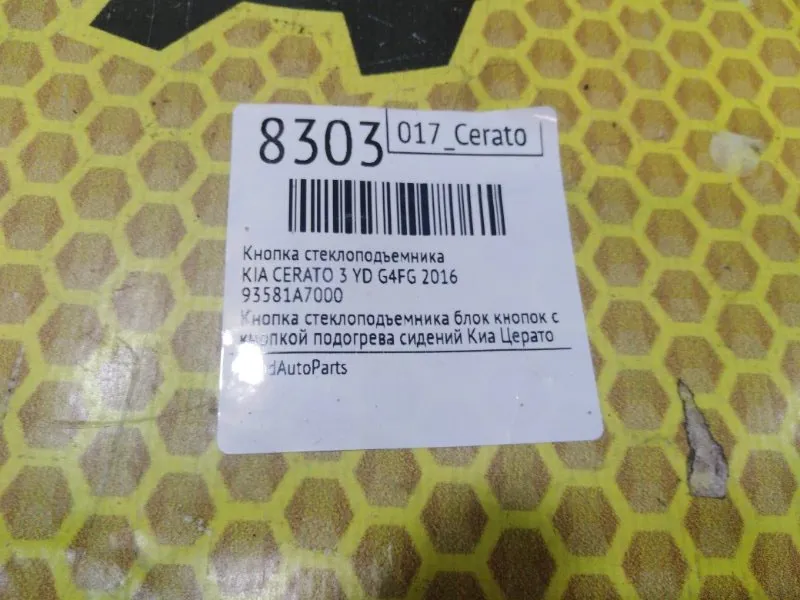 8303
017_Cerato
Кнопка стеклоподъемника
KIA CERATO 3 YD G4FG 2016
93581A7000
Кнопка стеклоподъемника блок кнопок с
кнопкой подогрева сидений Киа Церато